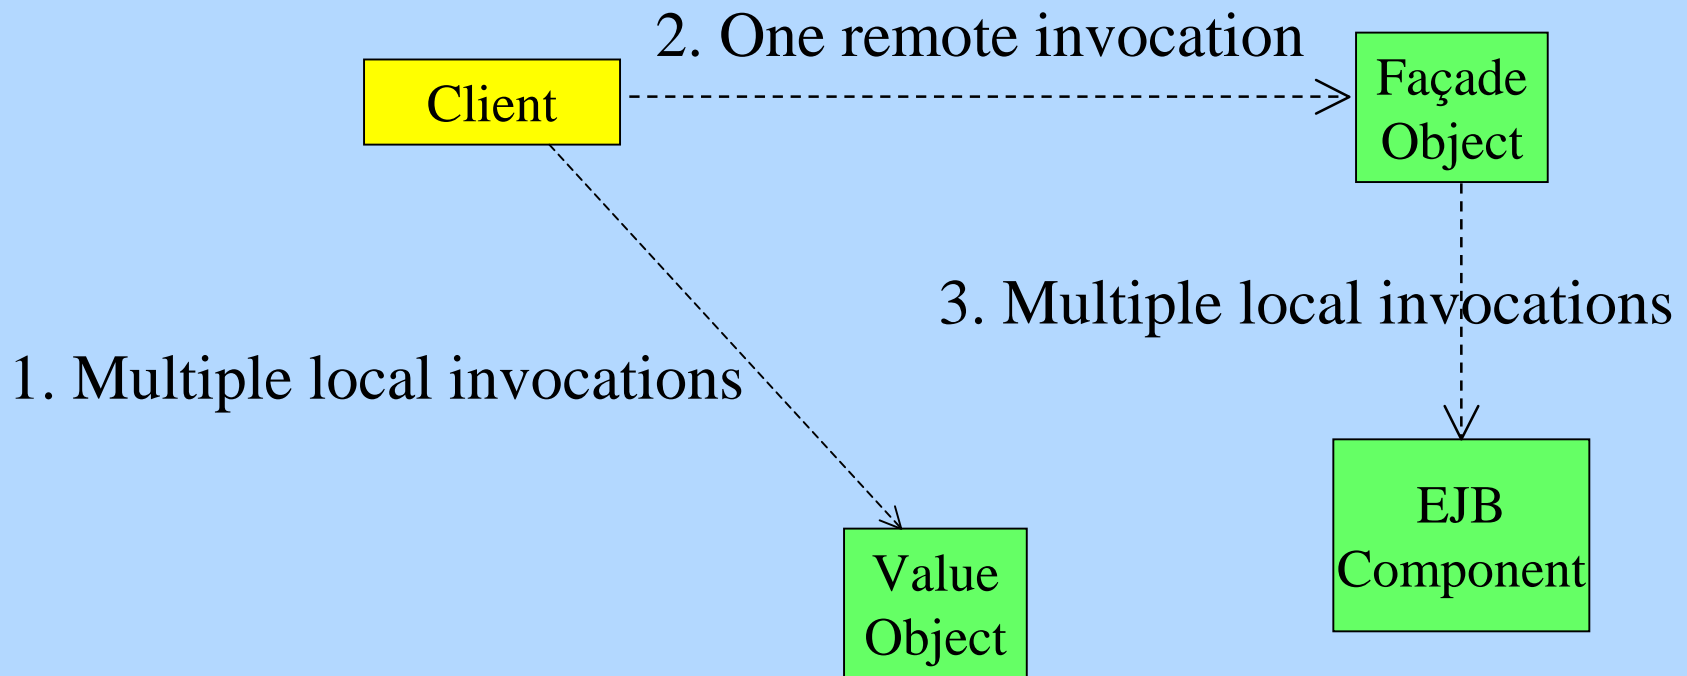 2. One remote invocation
Client
Façade
Object
3. Multiple local invocations
1. Multiple local invocations
EJB
Component
Value
Object